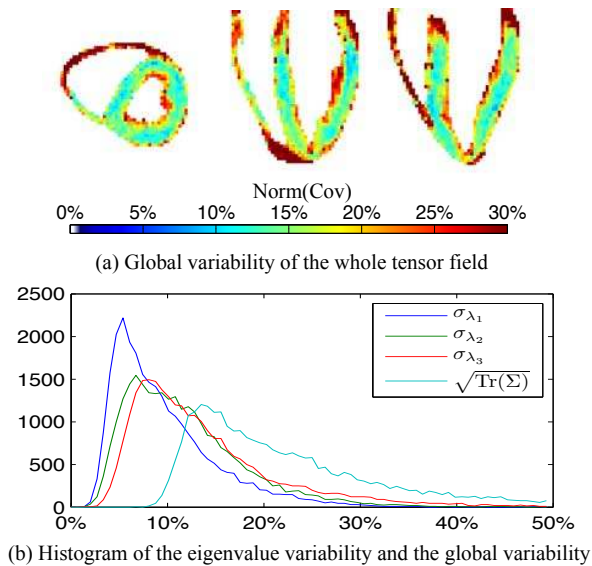 Norm(Cov)
0% 5% 10% 15% 20% 25% 30%
(a) Global variability of the whole tensor field
2500
2000
1500
1000
500
0
σλ₁
σλ₂
σλ₃
√Tr(Σ)
0% 10% 20% 30% 40% 50%
(b) Histogram of the eigenvalue variability and the global variability